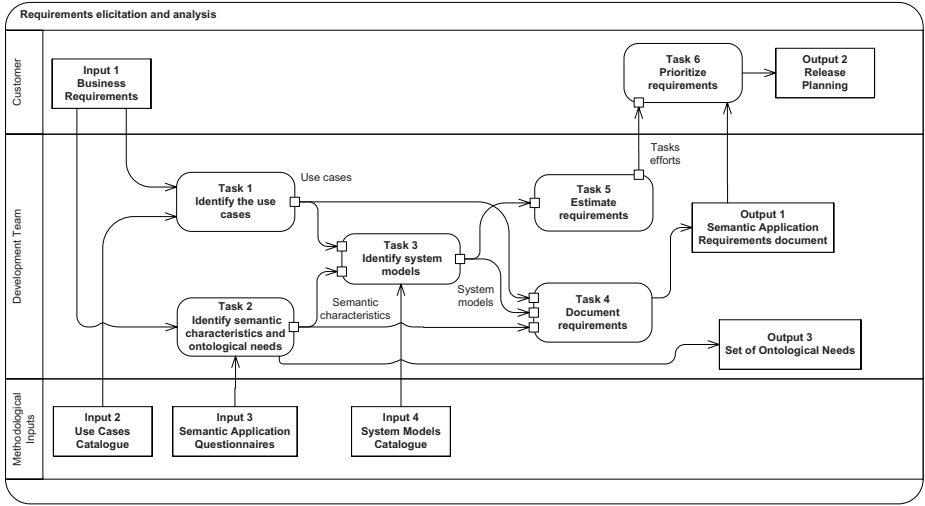 Requirements elicitation and analysis
Customer
Input 1
Business
Requirements
Task 6
Prioritize
requirements
Output 2
Release
Planning
Development Team
Tasks
efforts
Use cases
Task 1
Identify the use
cases
Task 5
Estimate
requirements
Output 1
Semantic Application
Requirements document
Task 3
Identify system
models
System
models
Semantic
characteristics
Task 4
Document
requirements
Task 2
Identify semantic
characteristics and
ontological needs
Output 3
Set of Ontological Needs
Methodological
Inputs
Input 2
Use Cases
Catalogue
Input 3
Semantic Application
Questionnaires
Input 4
System Models
Catalogue